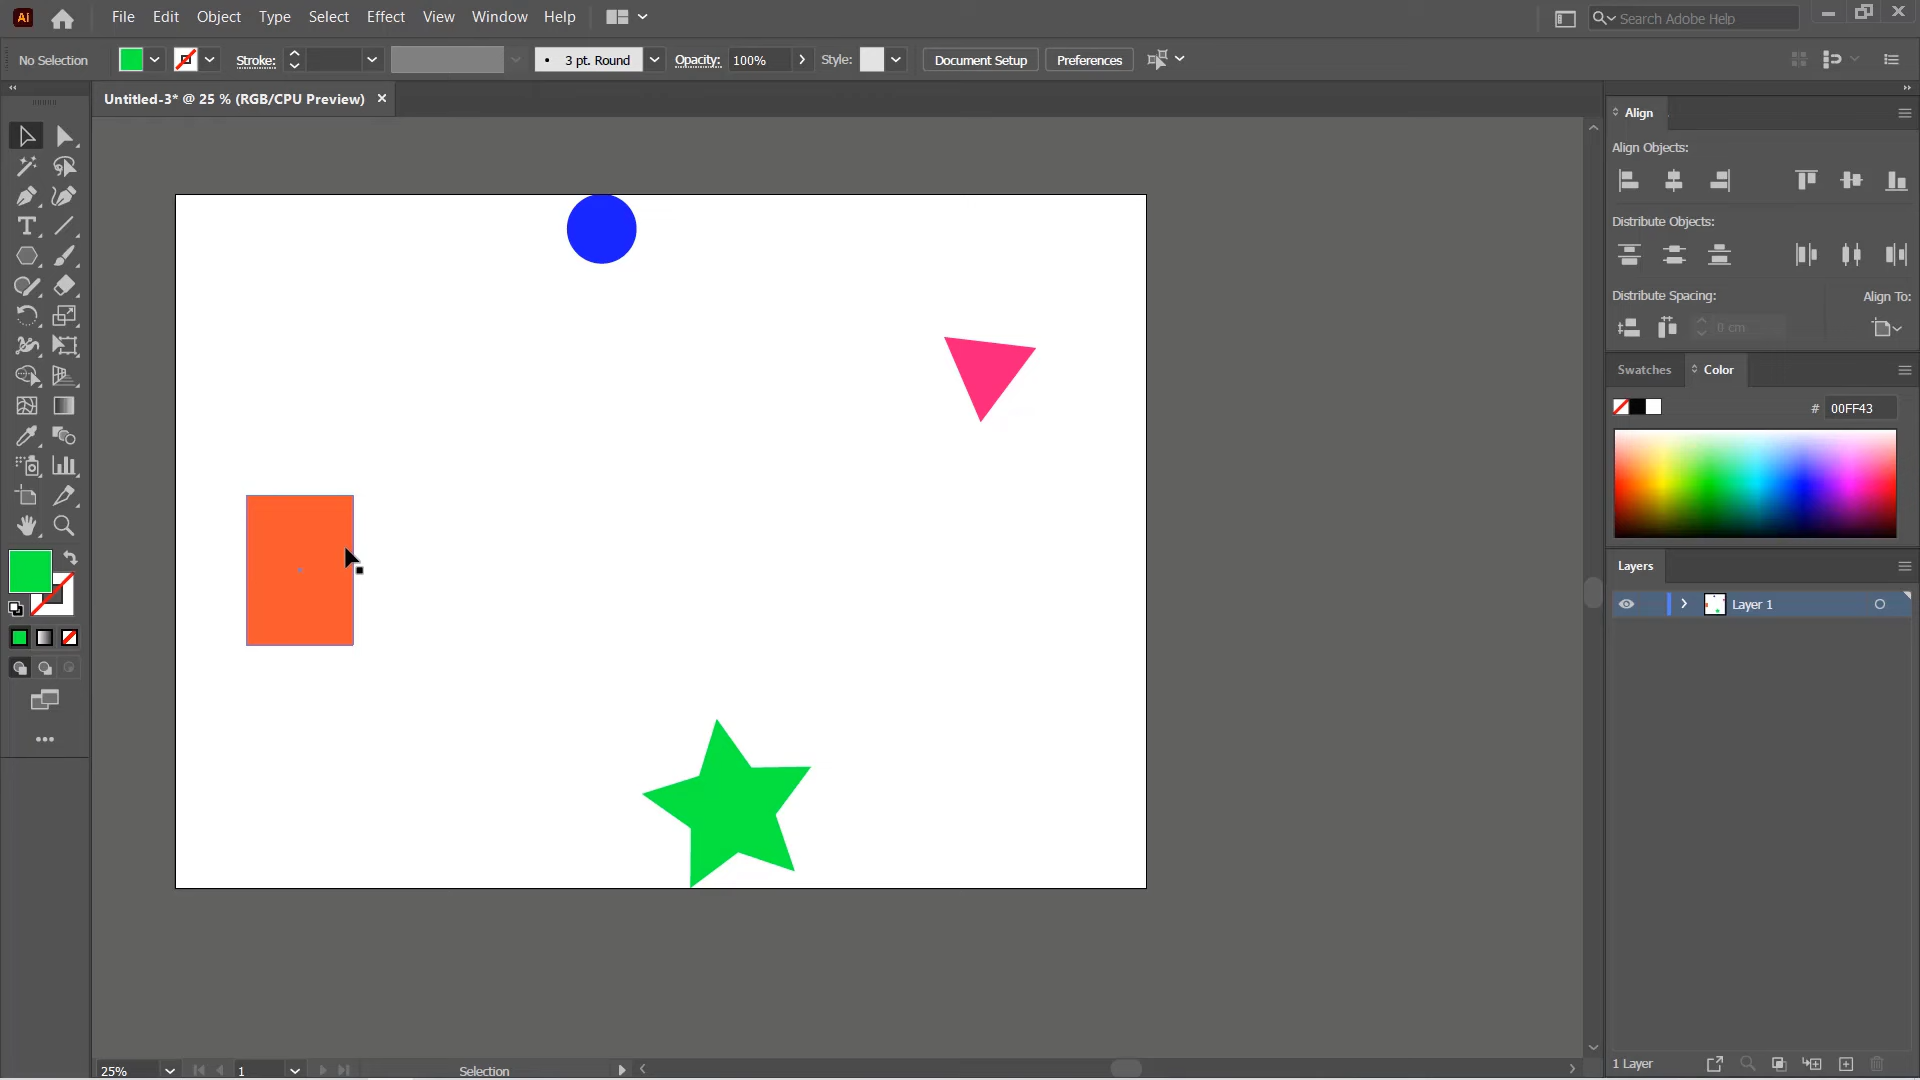 Ai File Edit Object Type Select Effect View Window Help Search Adobe Help
No Selection Stroke: 3 pt. Round Opacity: 100% Style: Document Setup Preferences
Untitled-3* @ 25 % (RGB/CPU Preview)
Align
Align Objects:
Distribute Objects:
Distribute Spacing: Align To:
0 cm
Swatches Color
# 00FF43
Layers
Layer 1
1 Layer
25% 1 Selection